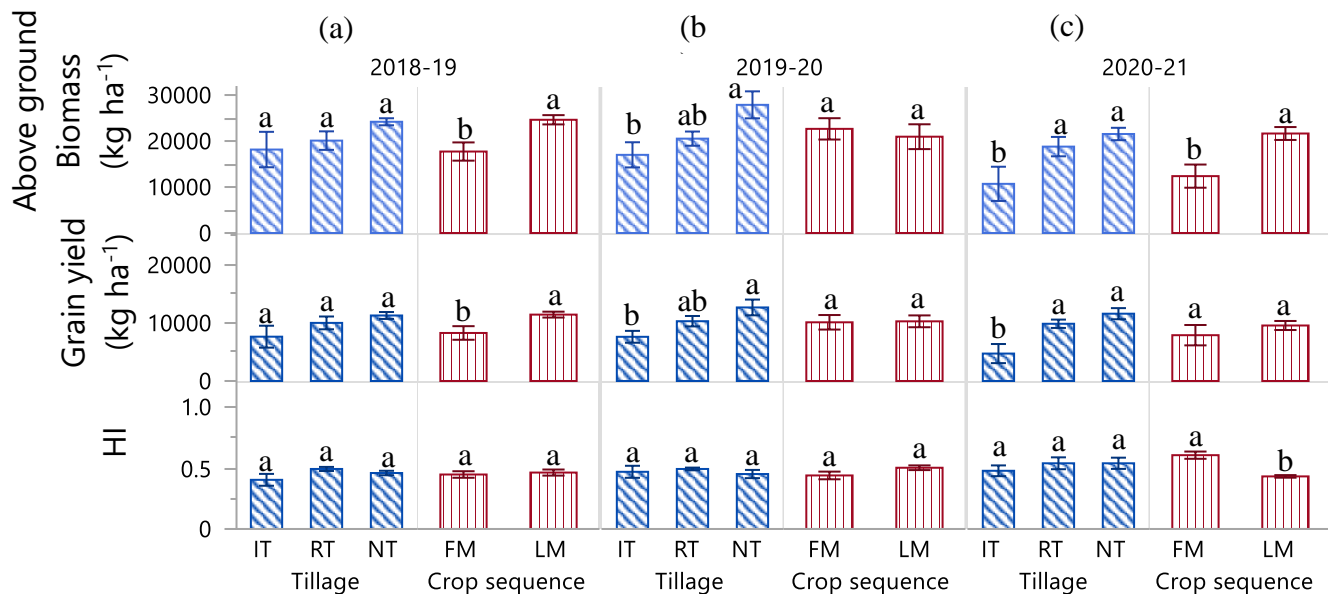 (a) (b) (c)
2018-19 2019-20 2020-21
Above ground
Biomass
(kg ha-1)
30000
20000
10000
0
a a a b a b ab a a a b a a b a
Grain yield
(kg ha-1)
20000
10000
0
a a a b a b ab a a a b a a a a
HI
1.0
0.5
0
a a a a a a a a a a a a a a b
IT RT NT FM LM IT RT NT FM LM IT RT NT FM LM
Tillage Crop sequence Tillage Crop sequence Tillage Crop sequence